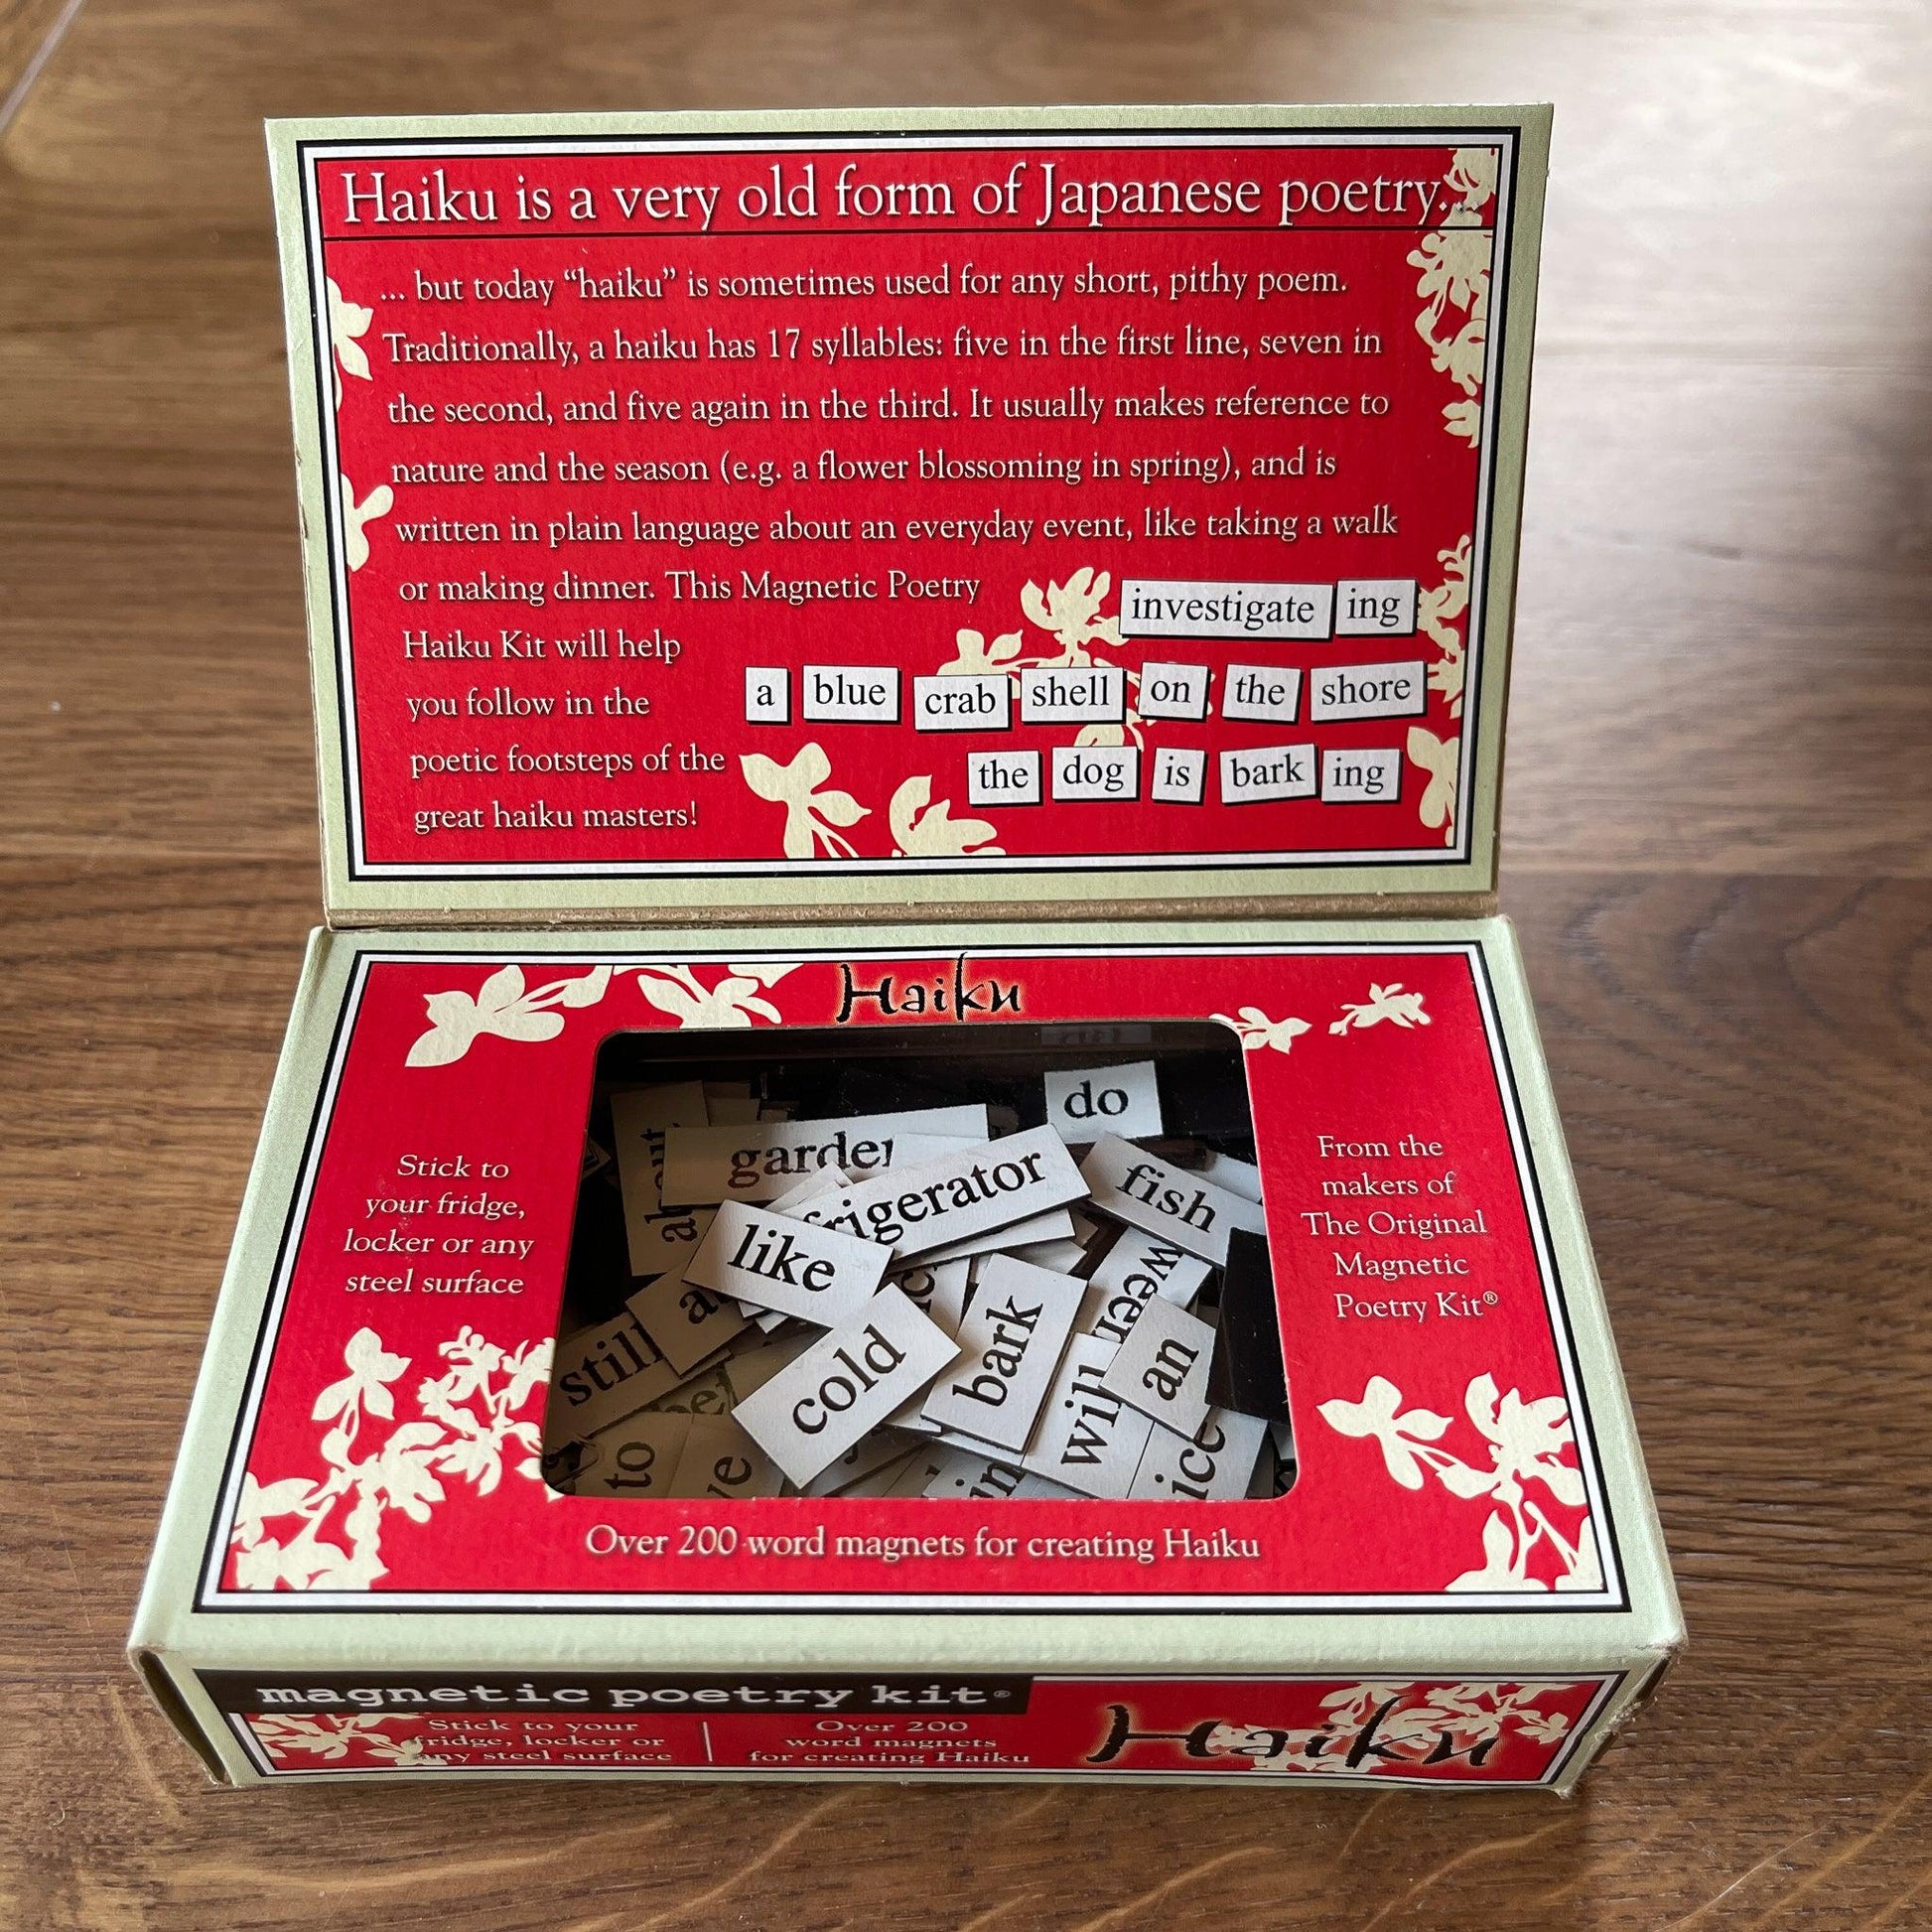 Haiku is a very old form of Japanese poetry...
... but today “haiku” is sometimes used for any short, pithy poem.
Traditionally, a haiku has 17 syllables: five in the first line, seven in
the second, and five again in the third. It usually makes reference to
nature and the season (e.g. a flower blossoming in spring), and is
written in plain language about an everyday event, like taking a walk
or making dinner. This Magnetic Poetry
Haiku Kit will help
you follow in the
poetic footsteps of the
great haiku masters!
investigate ing
a blue crab shell on the shore
the dog is bark ing
Haiku
Stick to
your fridge,
locker or any
steel surface
do
fish
like
cold
bark
still
will
an
to
ice
From the
makers of
The Original
Magnetic
Poetry Kit®
Over 200 word magnets for creating Haiku
magnetic poetry kit®
Stick to your
fridge, locker or
any steel surface
Over 200
word magnets
for creating Haiku
Haiku